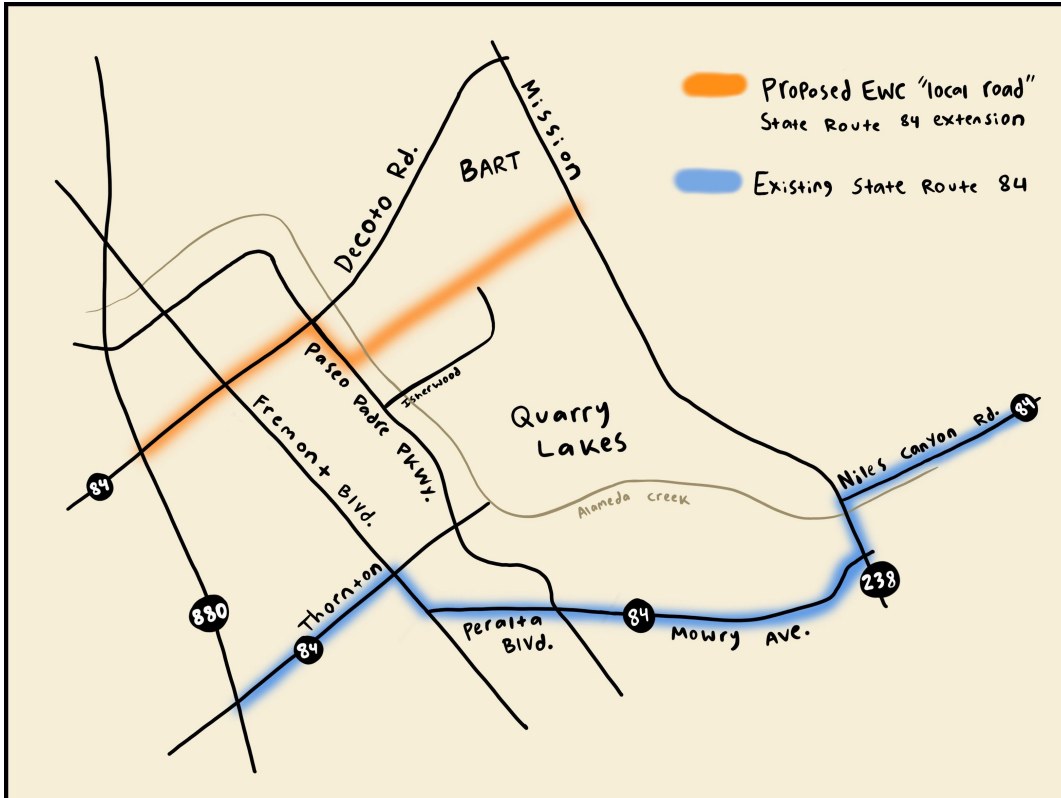 Proposed EWC "local road"
State Route 84 extension
Existing State Route 84
Mission
BART
Decoto Rd.
Paseo Padre PKWY.
Isherwood
Fremont Blvd.
Quarry
Lakes
Niles Canyon Rd.
84
84
Alameda Creek
Thornton
84
880
238
84
Peralta
Blvd.
Mowry Ave.